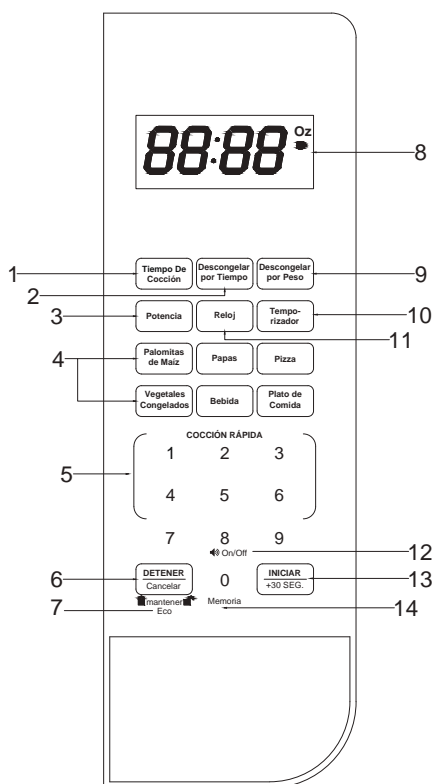 88:88 Oz
8
1
Tiempo De
Cocción
Descongelar
por Tiempo
Descongelar
por Peso
9
2
3
Potencia
Reloj
Tempo-
rizador
10
11
4
Palomitas
de Maíz
Papas
Pizza
Vegetales
Congelados
Bebida
Plato de
Comida
COCCIÓN RÁPIDA
5
1 2 3
4 5 6
7 8 9
On/Off
12
6
DETENER
Cancelar
0
INICIAR
+30 SEG.
13
mantener
Eco
7
Memoria
14